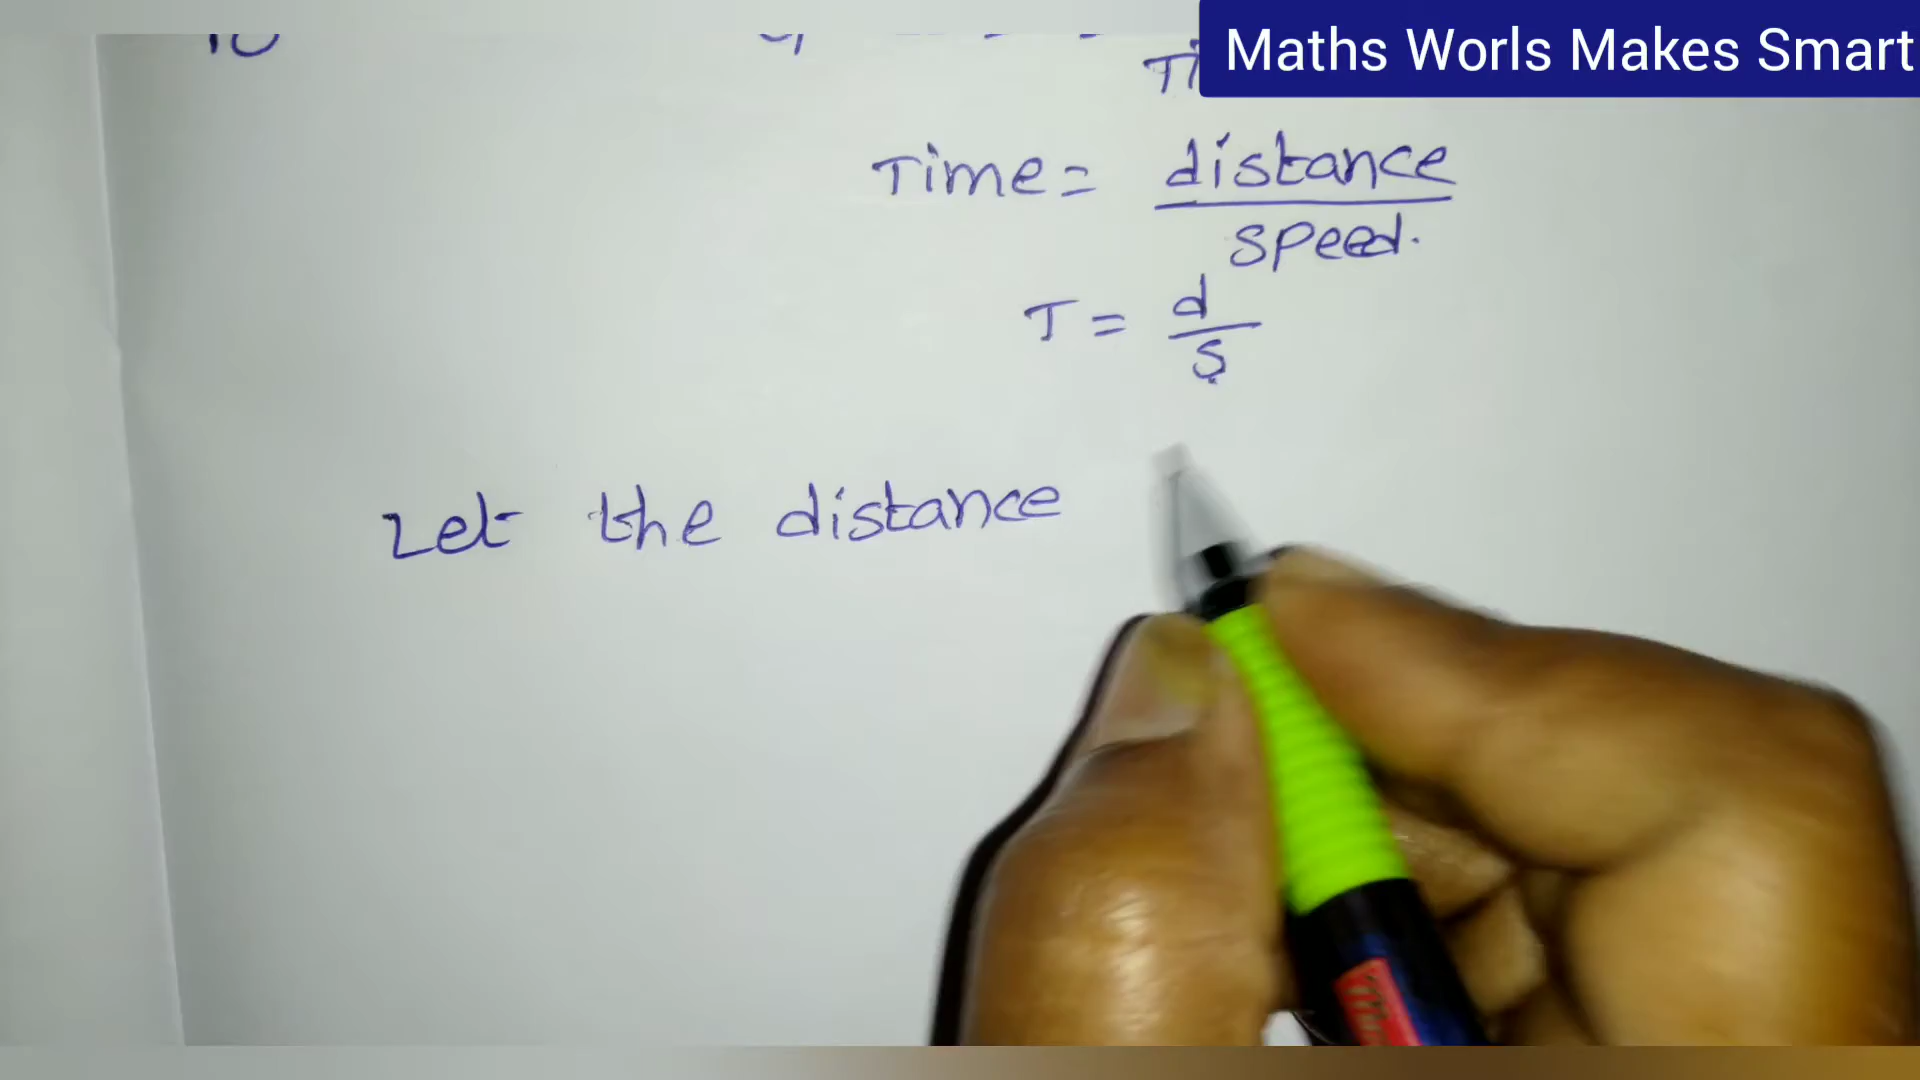 Maths Worls Makes Smart
Time = distance
speed.
T = d
s
Let the distance